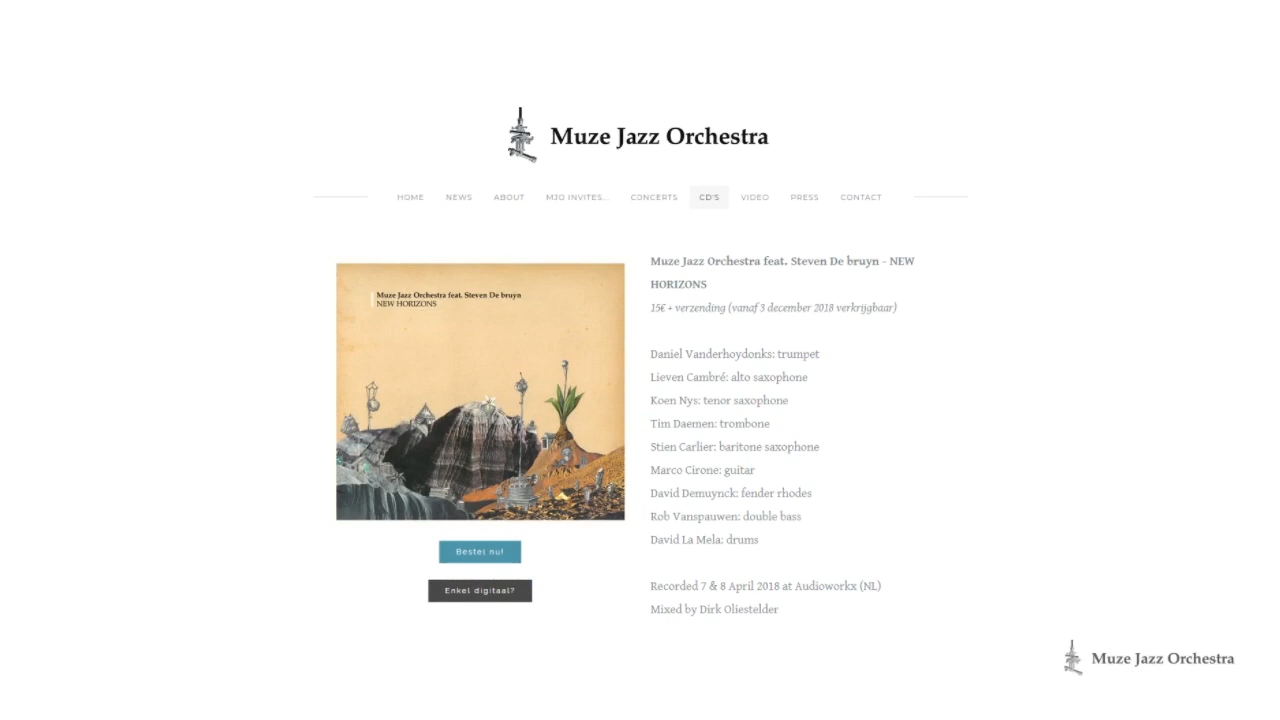 Muze Jazz Orchestra
HOME NEWS ABOUT MJO INVITES... CONCERTS CD'S VIDEO PRESS CONTACT
Muze Jazz Orchestra feat. Steven De bruyn
NEW HORIZONS
Bestel nu!
Enkel digitaal?
Muze Jazz Orchestra feat. Steven De bruyn - NEW
HORIZONS
15€ + verzending (vanaf 3 december 2018 verkrijgbaar)
Daniel Vanderhoydonks: trumpet
Lieven Cambré: alto saxophone
Koen Nys: tenor saxophone
Tim Daemen: trombone
Stien Carlier: baritone saxophone
Marco Cirone: guitar
David Demuynck: fender rhodes
Rob Vanspauwen: double bass
David La Mela: drums
Recorded 7 & 8 April 2018 at Audioworkx (NL)
Mixed by Dirk Oliestelder
Muze Jazz Orchestra